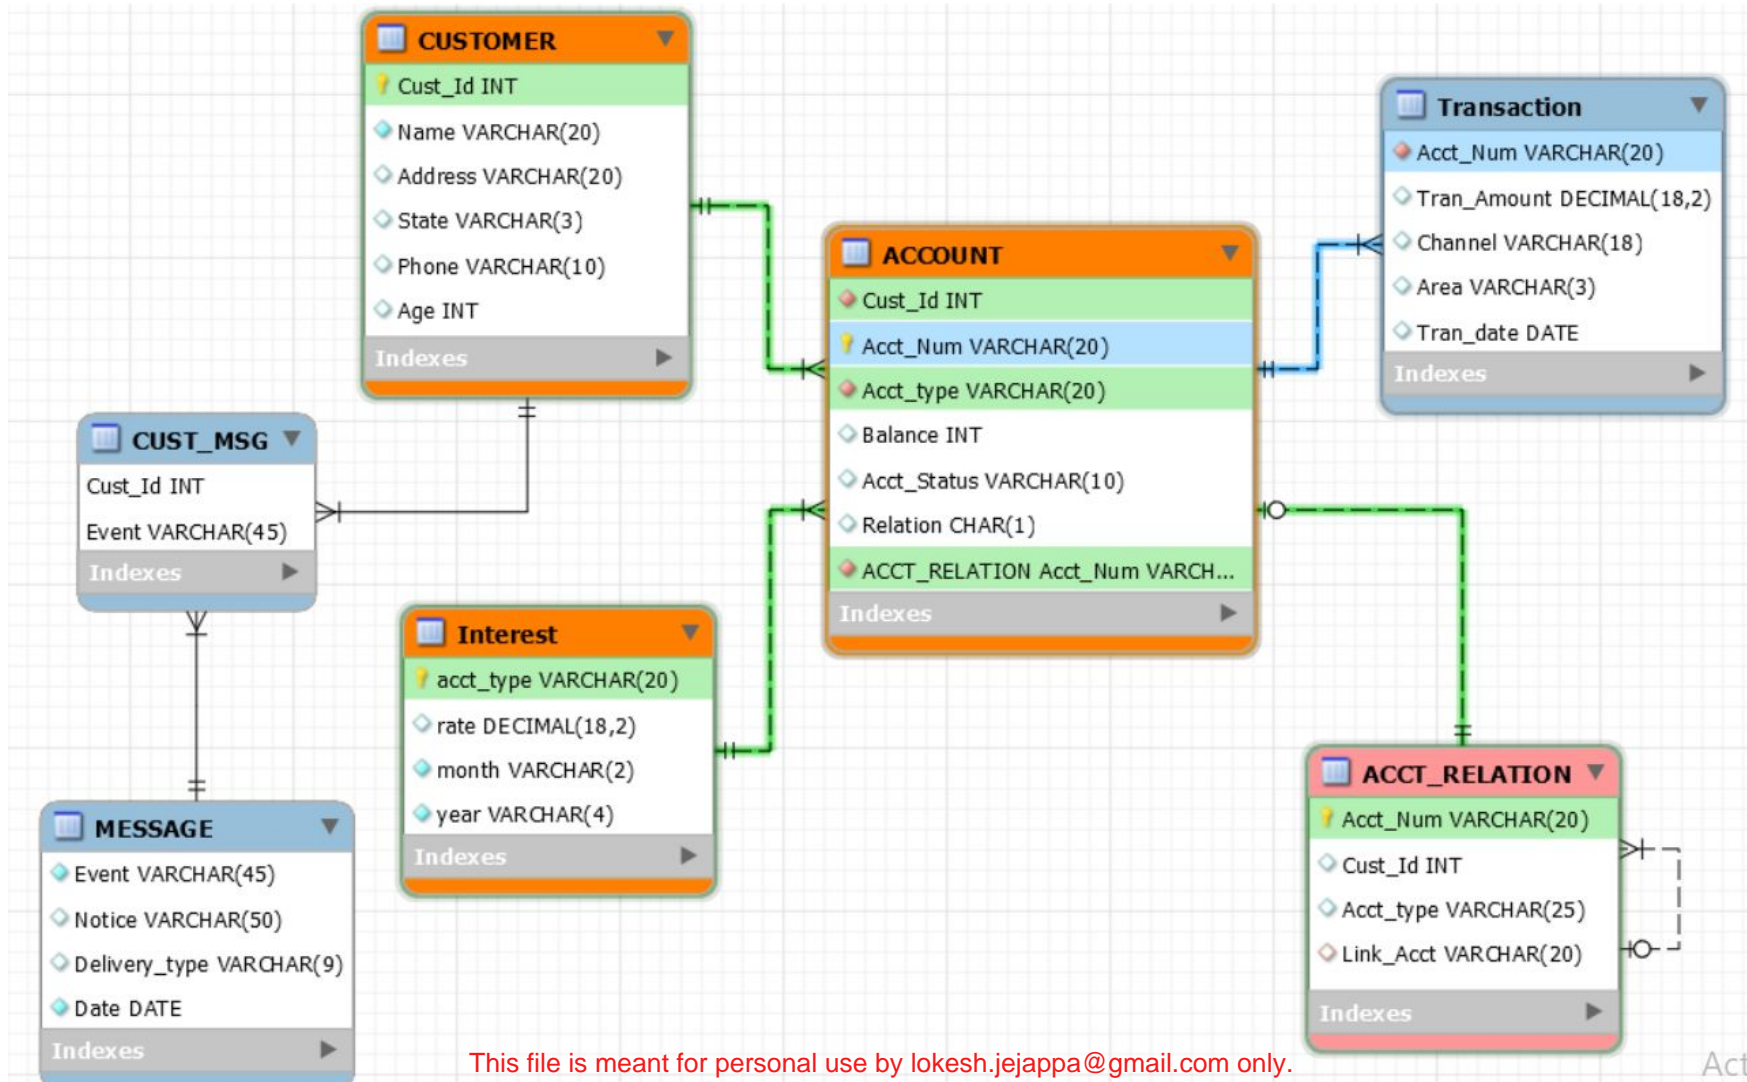 CUSTOMER
Cust_Id INT
Name VARCHAR(20)
Address VARCHAR(20)
State VARCHAR(3)
Phone VARCHAR(10)
Age INT
Indexes
Transaction
Acct_Num VARCHAR(20)
Tran_Amount DECIMAL(18,2)
Channel VARCHAR(18)
Area VARCHAR(3)
Tran_date DATE
Indexes
ACCOUNT
Cust_Id INT
Acct_Num VARCHAR(20)
Acct_type VARCHAR(20)
Balance INT
Acct_Status VARCHAR(10)
Relation CHAR(1)
ACCT_RELATION Acct_Num VARCH...
Indexes
CUST_MSG
Cust_Id INT
Event VARCHAR(45)
Indexes
Interest
acct_type VARCHAR(20)
rate DECIMAL(18,2)
month VARCHAR(2)
year VARCHAR(4)
Indexes
MESSAGE
Event VARCHAR(45)
Notice VARCHAR(50)
Delivery_type VARCHAR(9)
Date DATE
Indexes
ACCT_RELATION
Acct_Num VARCHAR(20)
Cust_Id INT
Acct_type VARCHAR(25)
Link_Acct VARCHAR(20)
Indexes
This file is meant for personal use by lokesh.jejappa@gmail.com only.
Act